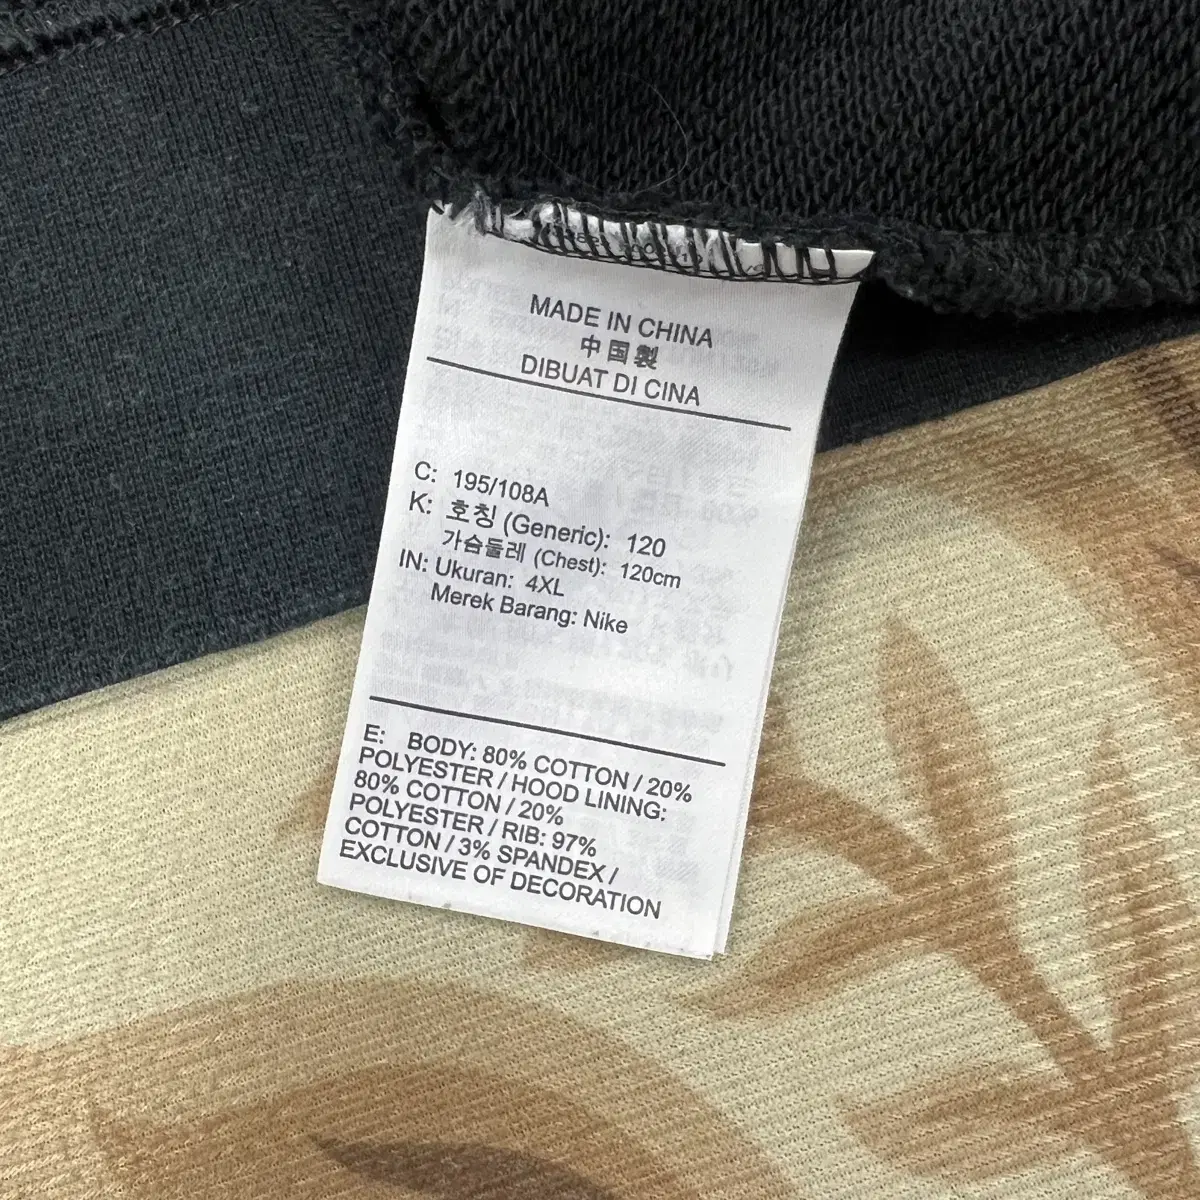 MADE IN CHINA
中国製
DIBUAT DI CINA
C: 195/108A
K: 호칭 (Generic): 120
가슴둘레 (Chest): 120cm
IN: Ukuran: 4XL
Merek Barang: Nike
E: BODY: 80% COTTON / 20%
POLYESTER / HOOD LINING:
80% COTTON / 20%
POLYESTER / RIB: 97%
COTTON / 3% SPANDEX /
EXCLUSIVE OF DECORATION